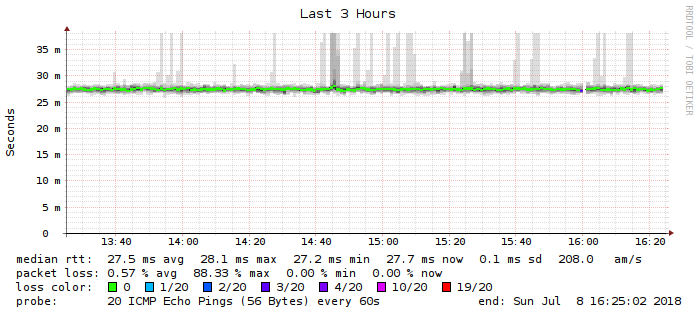 Last 3 Hours
RRDTOOL / TOBI OETIKER
Seconds
35 m
30 m
25 m
20 m
15 m
10 m
5 m
0
13:40 14:00 14:20 14:40 15:00 15:20 15:40 16:00 16:20
median rtt: 27.5 ms avg 28.1 ms max 27.2 ms min 27.7 ms now 0.1 ms sd 208.0 am/s
packet loss: 0.57 % avg 88.33 % max 0.00 % min 0.00 % now
loss color: 0 1/20 2/20 3/20 4/20 10/20 19/20
probe: 20 ICMP Echo Pings (56 Bytes) every 60s end: Sun Jul 8 16:25:02 2018